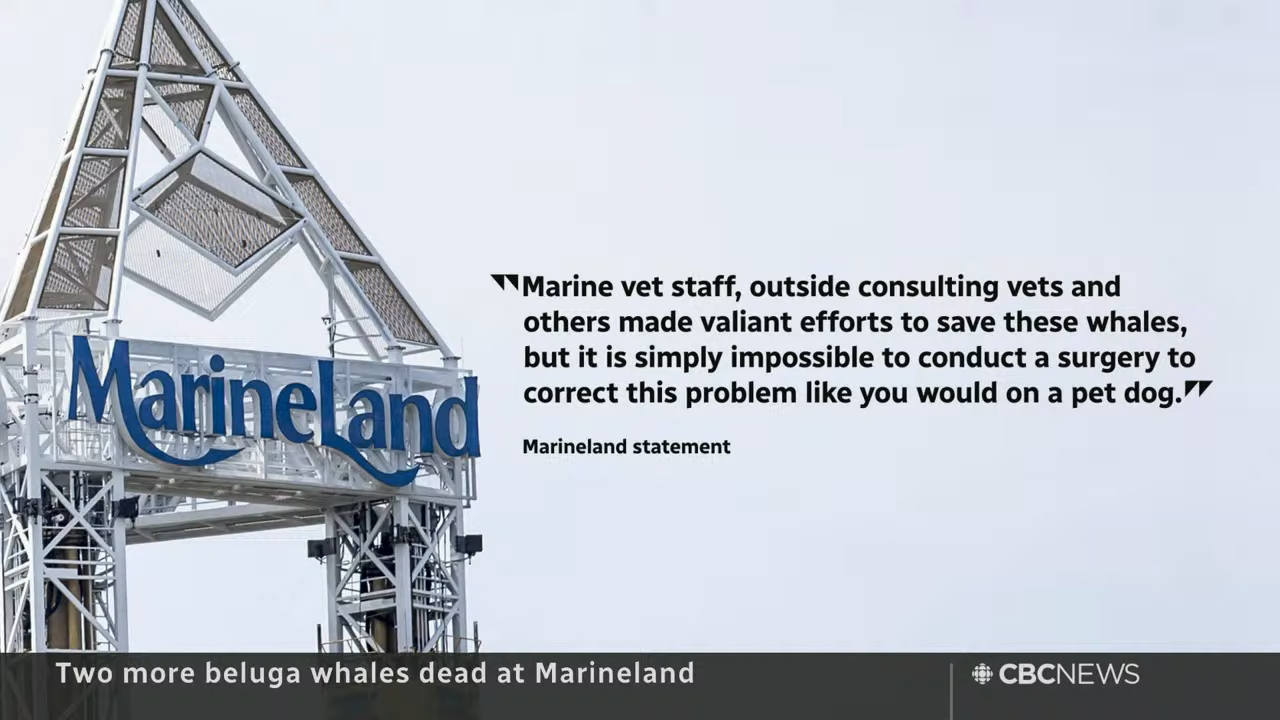 MarineLand
"Marine vet staff, outside consulting vets and
others made valiant efforts to save these whales,
but it is simply impossible to conduct a surgery to
correct this problem like you would on a pet dog."
Marineland statement
Two more beluga whales dead at Marineland
CBCNEWS